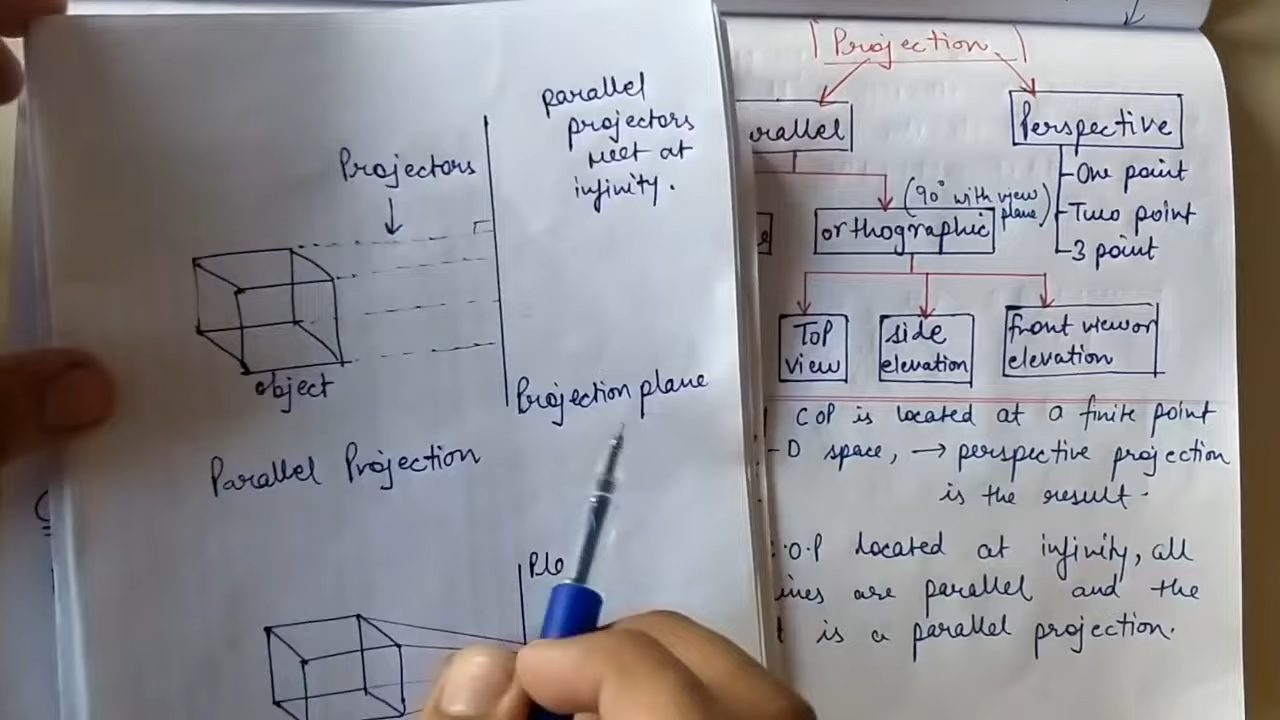 parallel
projectors
meet at
infinity.
Projectors
object
Projection plane
Parallel Projection
Pla
Projection
rallel
Perspective
One point
Two point
3 point
(90° with view
plane)
orthographic
Top
view
side
elevation
front view or
elevation
COP is located at a finite point
-D space, → perspective projection
is the result.
.O.P located at infinity, all
lines are parallel and the
t is a parallel projection.